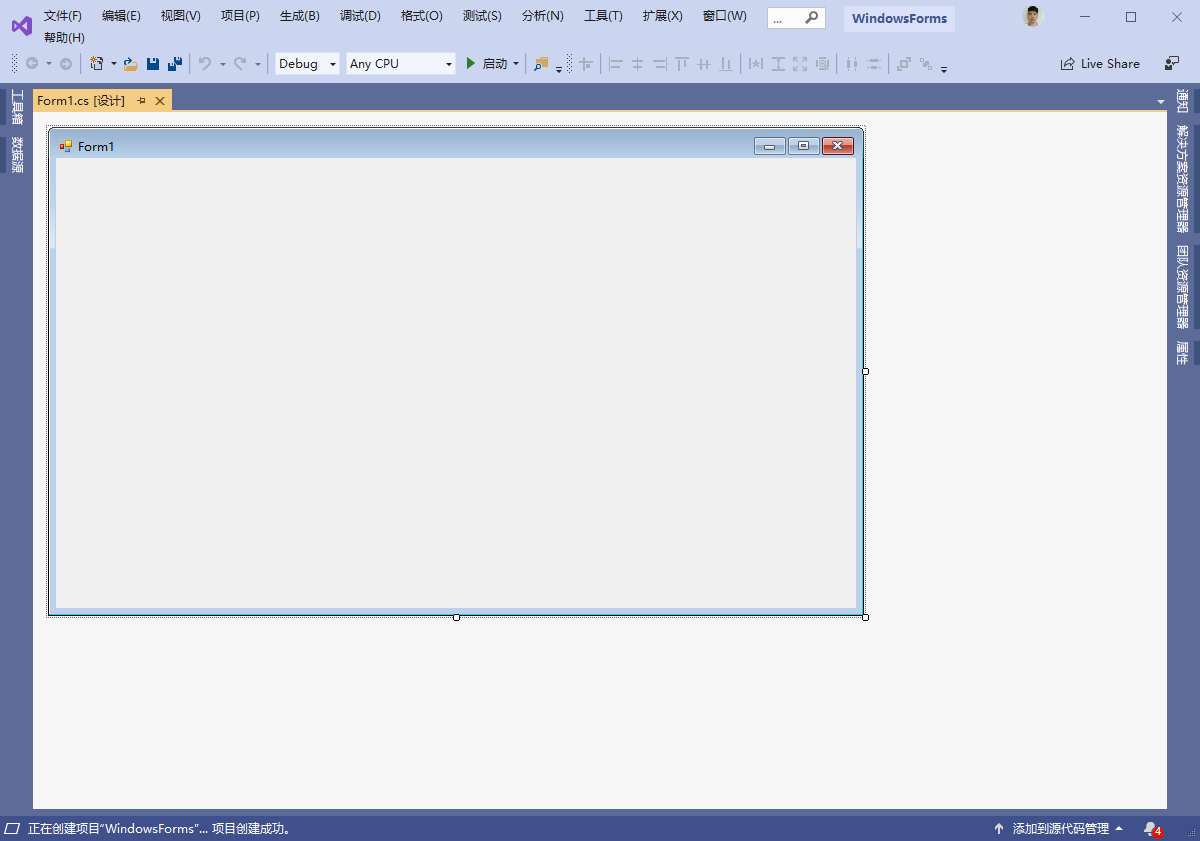 文件(F) 编辑(E) 视图(V) 项目(P) 生成(B) 调试(D) 格式(O) 测试(S) 分析(N) 工具(T) 扩展(X) 窗口(W) ... WindowsForms
帮助(H)
Debug Any CPU 启动 Live Share
Form1.cs [设计]
工具箱
数据源
Form1
通知
解决方案资源管理器
团队资源管理器
属性
正在创建项目“WindowsForms”... 项目创建成功。 添加到源代码管理 4